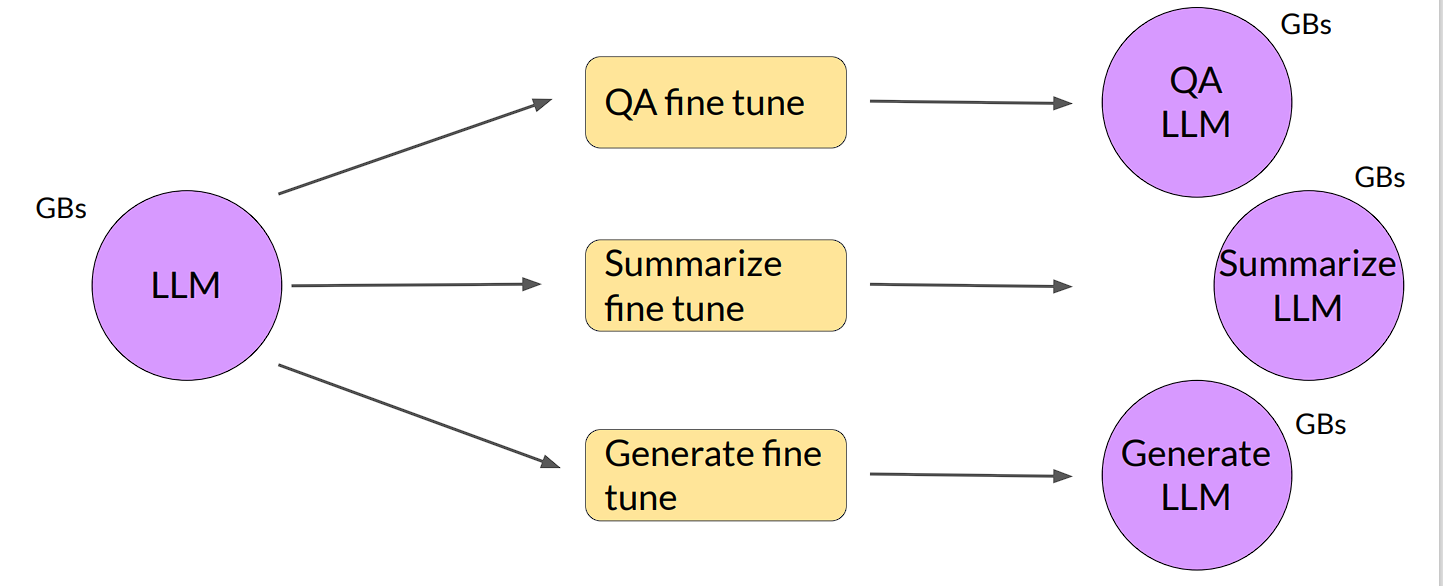 GBs
LLM
QA fine tune
Summarize
fine tune
Generate fine
tune
GBs
QA
LLM
GBs
Summarize
LLM
GBs
Generate
LLM